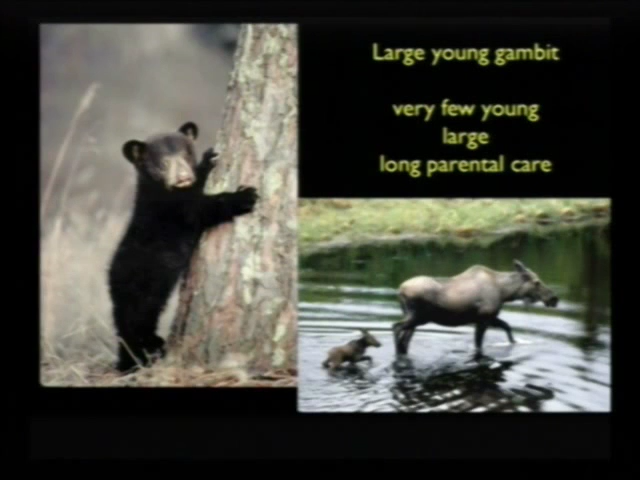 Large young gambit
very few young
large
long parental care